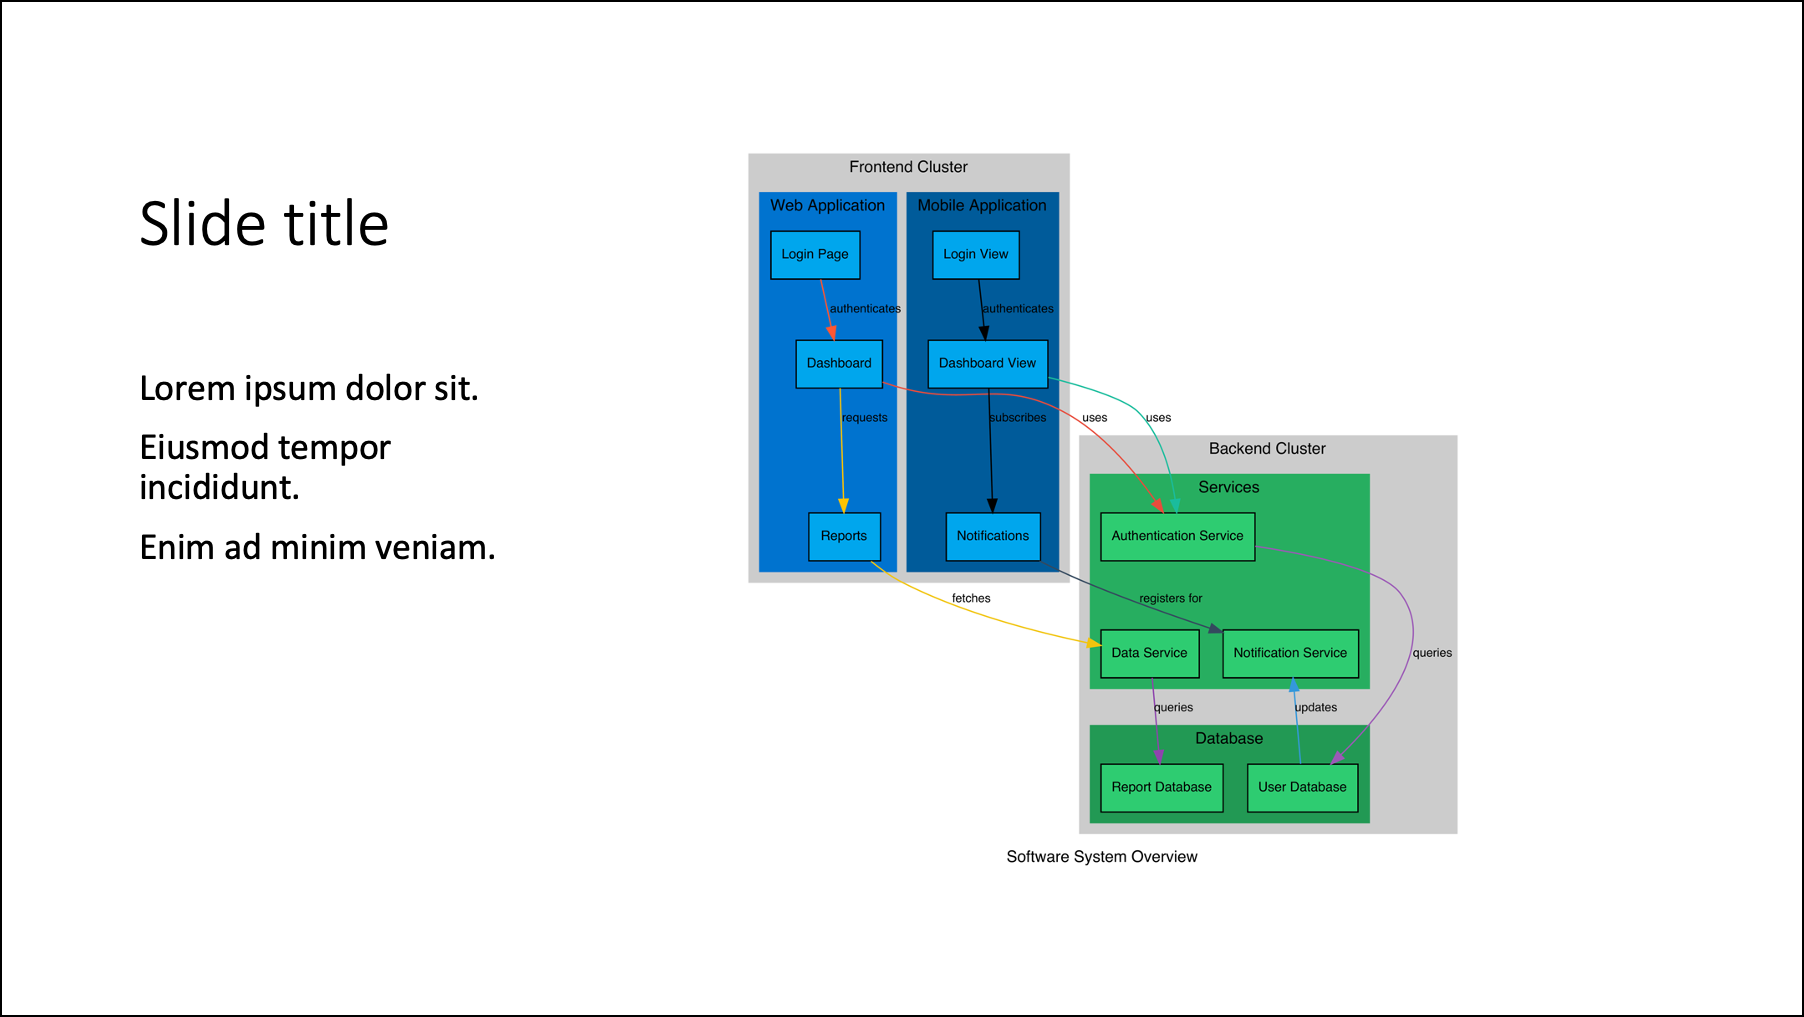 Slide title
Lorem ipsum dolor sit.
Eiusmod tempor
incididunt.
Enim ad minim veniam.
Frontend Cluster
Web Application
Mobile Application
Login Page
Login View
authenticates
authenticates
Dashboard
Dashboard View
requests
subscribes
uses
uses
Backend Cluster
Services
Reports
Notifications
Authentication Service
fetches
registers for
Data Service
Notification Service
queries
queries
updates
Database
Report Database
User Database
Software System Overview